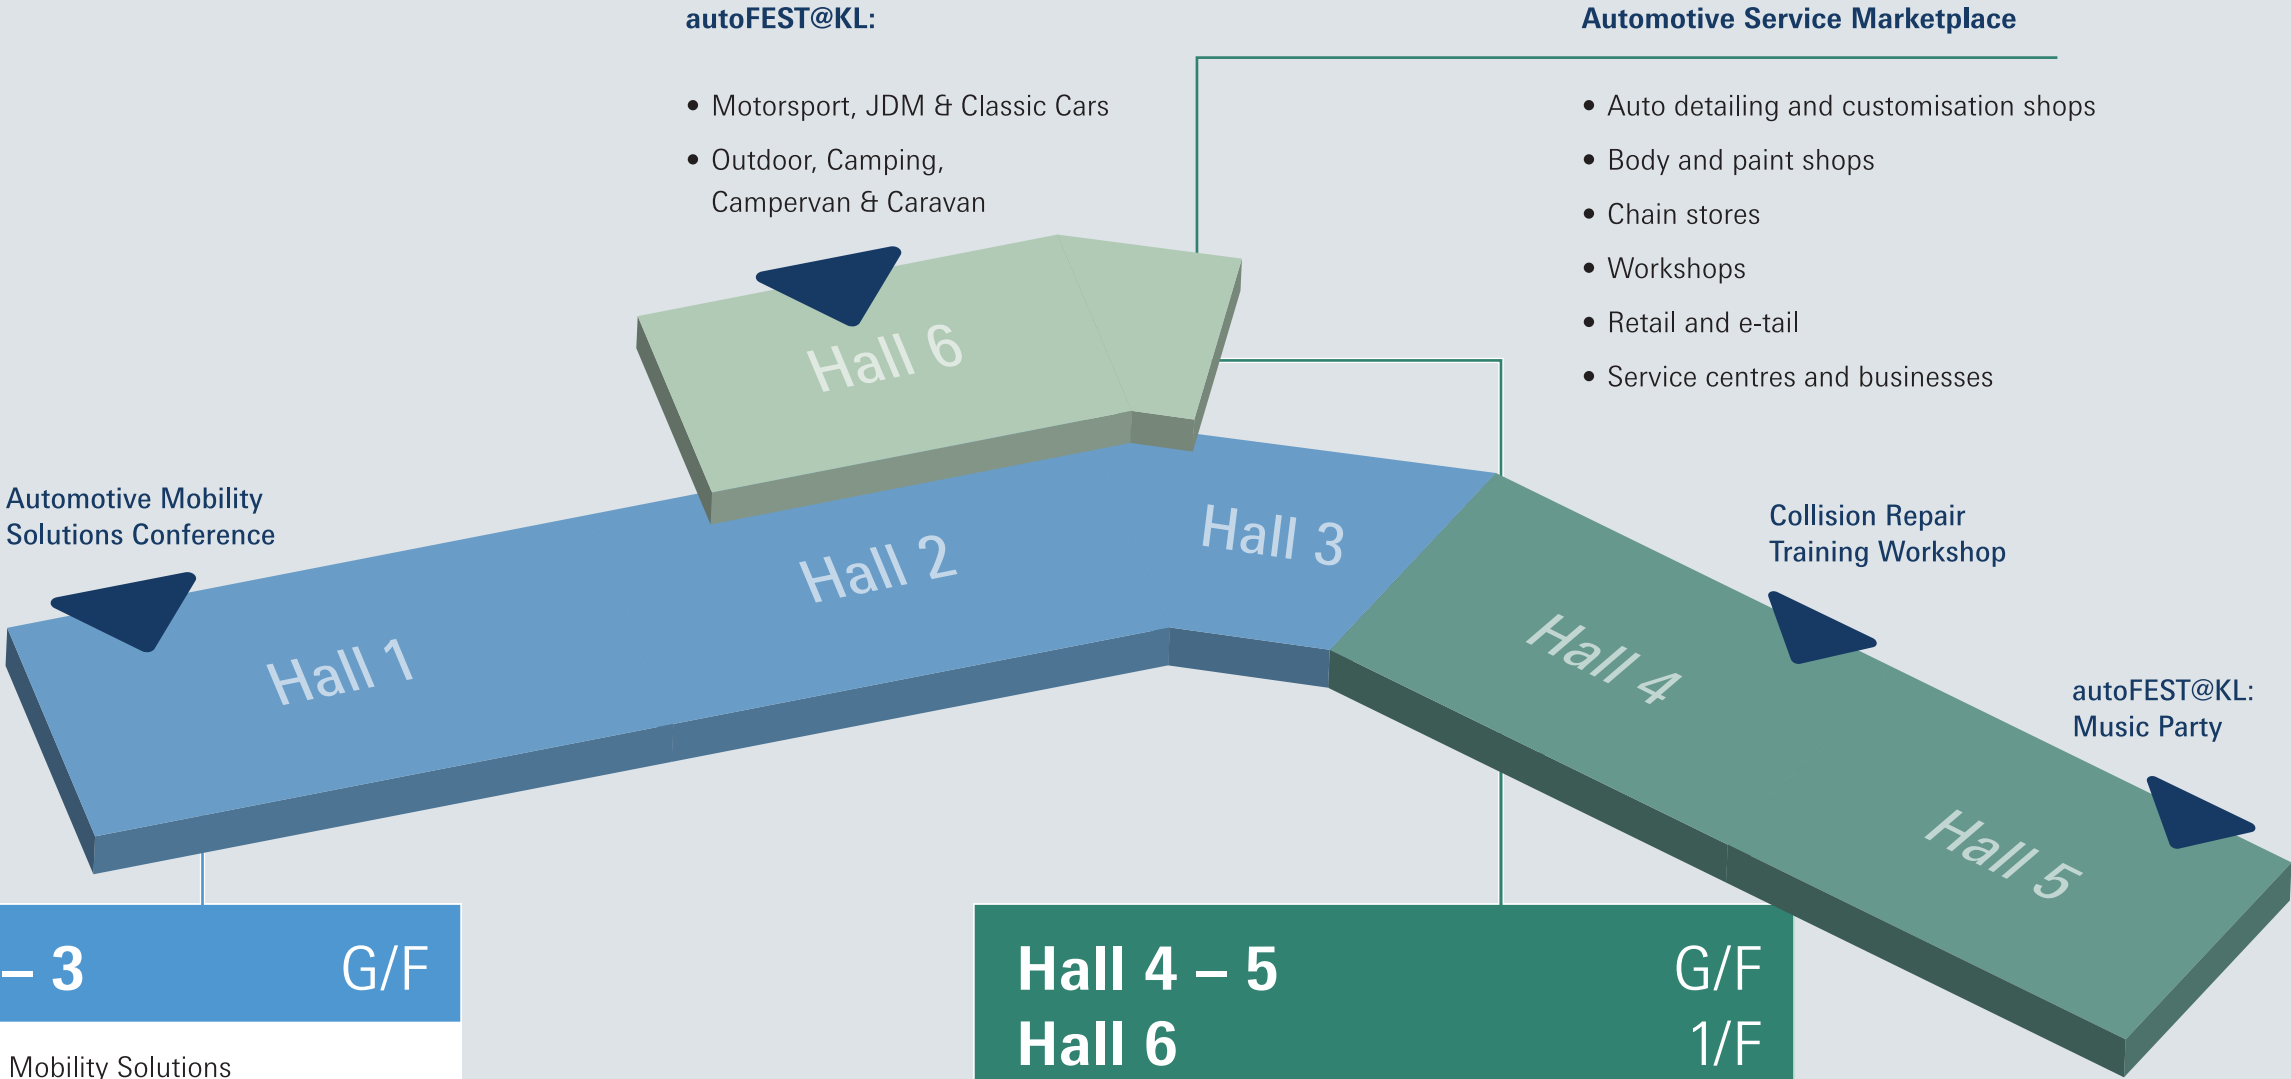 autoFEST@KL:
• Motorsport, JDM & Classic Cars
• Outdoor, Camping,
Campervan & Caravan
Automotive Service Marketplace
• Auto detailing and customisation shops
• Body and paint shops
• Chain stores
• Workshops
• Retail and e-tail
• Service centres and businesses
Hall 6
Automotive Mobility
Solutions Conference
Hall 1
Hall 2
Hall 3
Collision Repair
Training Workshop
Hall 4
autoFEST@KL:
Music Party
Hall 5
– 3 G/F
Mobility Solutions
Hall 4 – 5 G/F
Hall 6 1/F